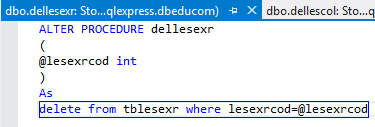 dbo.dellesexr: Sto...qlexpress.dbeducom) dbo.dellescol: Sto...q
ALTER PROCEDURE dellesexr
(
@lesexrcod int
)
As
delete from tblesexr where lesexrcod=@lesexrcod